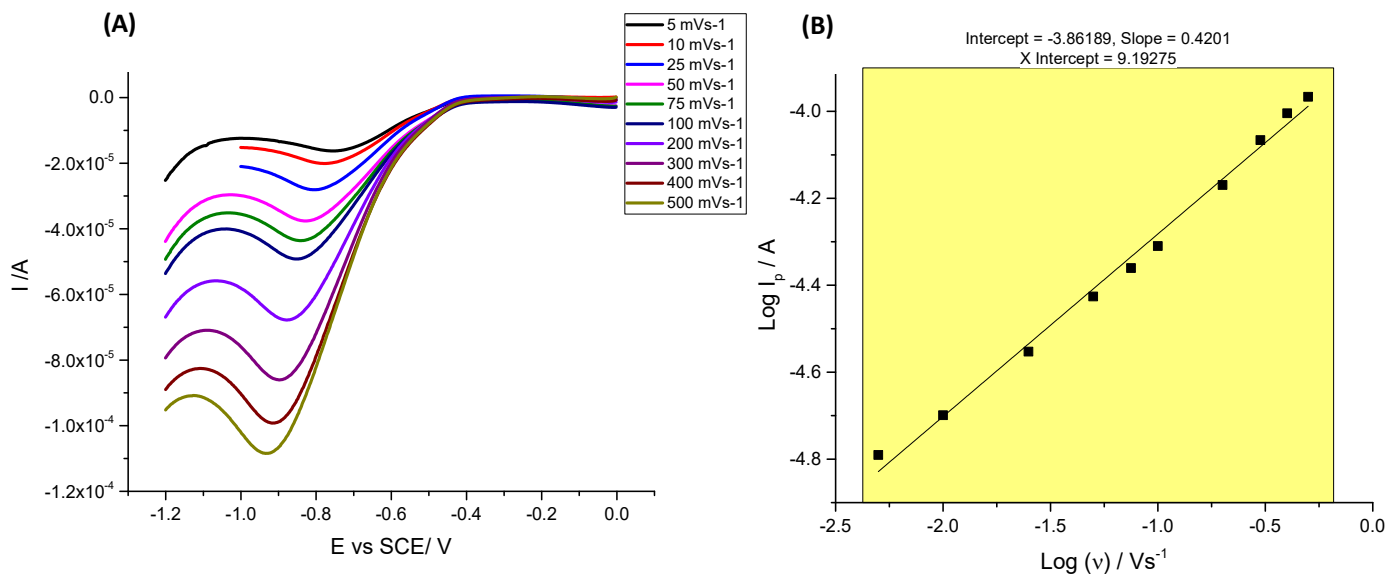 (A)
5 mVs-1
10 mVs-1
25 mVs-1
50 mVs-1
75 mVs-1
100 mVs-1
200 mVs-1
300 mVs-1
400 mVs-1
500 mVs-1
0.0
-2.0x10⁻⁵
-4.0x10⁻⁵
-6.0x10⁻⁵
-8.0x10⁻⁵
-1.0x10⁻⁴
-1.2x10⁻⁴
I /A
-1.2
-1.0
-0.8
-0.6
-0.4
-0.2
0.0
E vs SCE/ V
(B)
Intercept = -3.86189, Slope = 0.4201
X Intercept = 9.19275
-4.0
-4.2
-4.4
-4.6
-4.8
Log Iₚ / A
-2.5
-2.0
-1.5
-1.0
-0.5
0.0
Log (ν) / Vs⁻¹